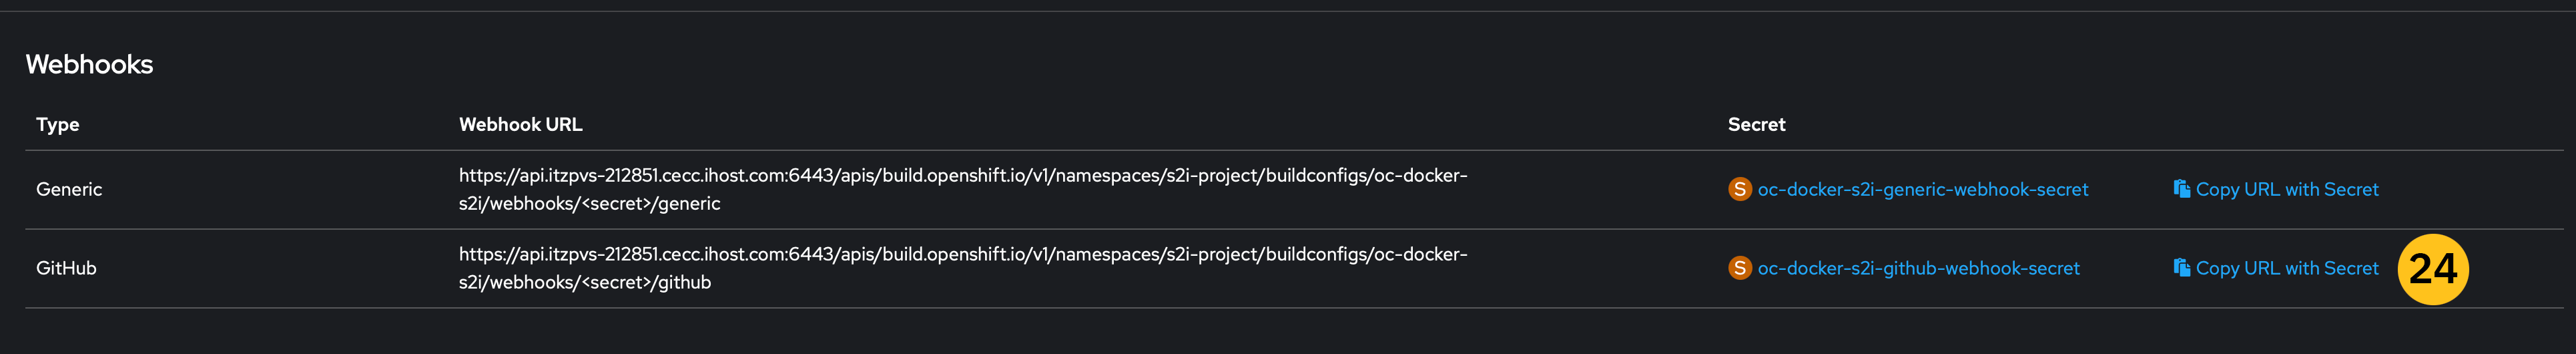 Webhooks
Type Webhook URL Secret
Generic https://api.itzpvs-212851.cecc.ihost.com:6443/apis/build.openshift.io/v1/namespaces/s2i-project/buildconfigs/oc-docker-
s2i/webhooks/<secret>/generic S oc-docker-s2i-generic-webhook-secret Copy URL with Secret
GitHub https://api.itzpvs-212851.cecc.ihost.com:6443/apis/build.openshift.io/v1/namespaces/s2i-project/buildconfigs/oc-docker-
s2i/webhooks/<secret>/github S oc-docker-s2i-github-webhook-secret Copy URL with Secret 24